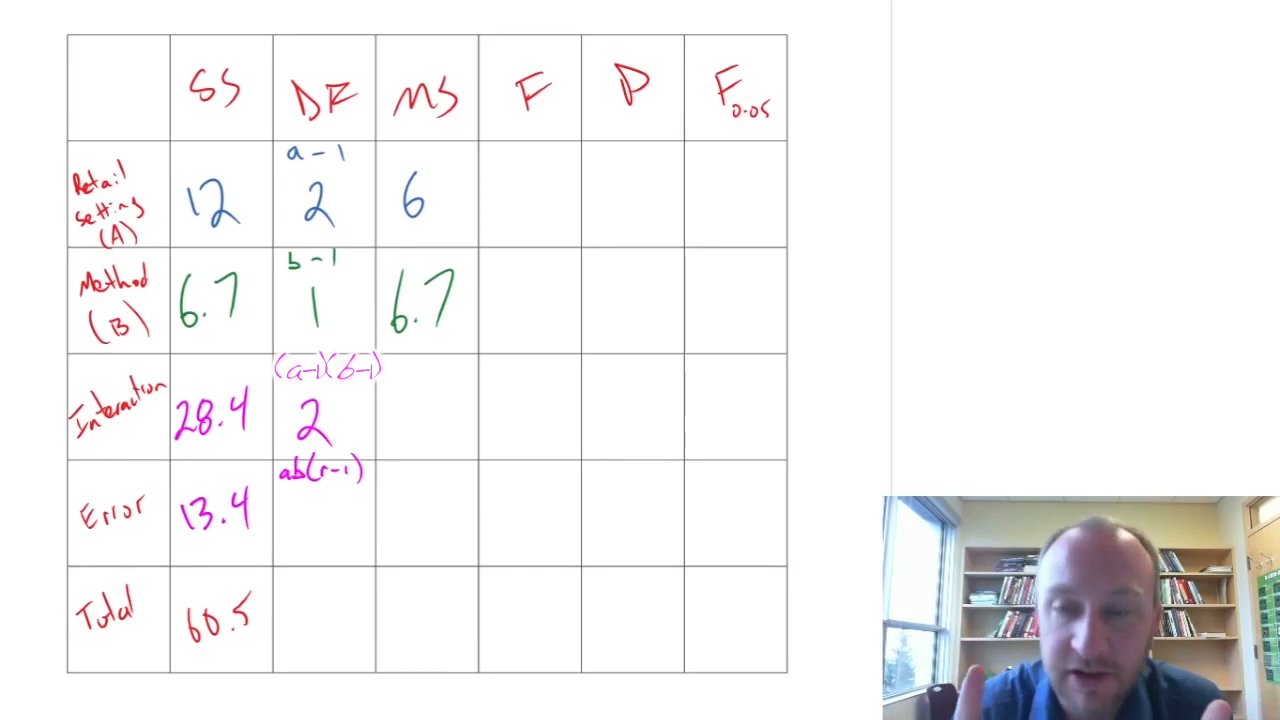 SS DF MS F P F0.05
Retail
Setting
(A)
12
a-1
2
6
Method
(B)
6.7
b-1
1
6.7
Interaction
28.4
(a-1)(b-1)
2
Error
13.4
ab(r-1)
Total
60.5